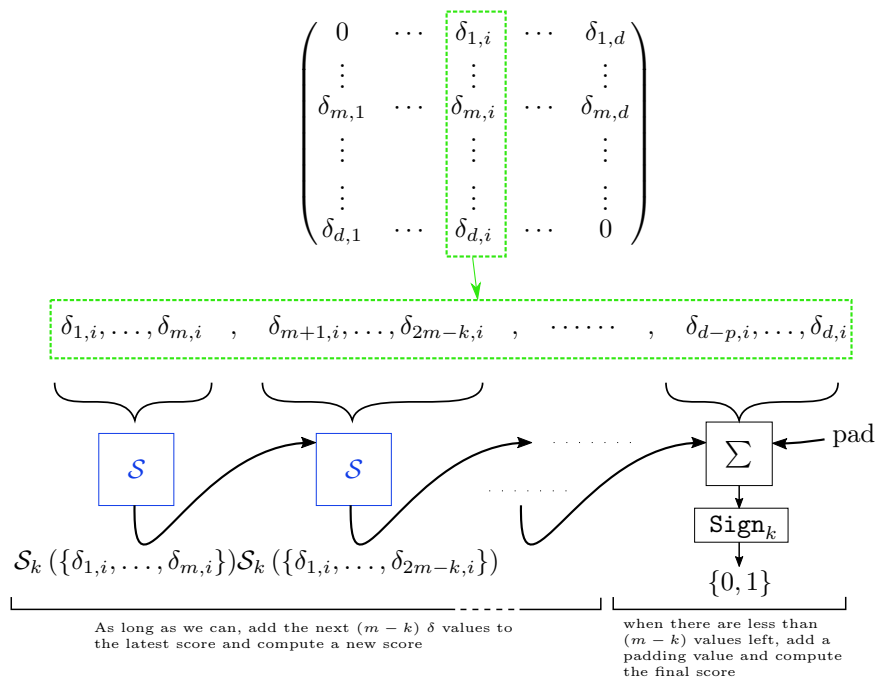 0 ⋯ δ_{1,i} ⋯ δ_{1,d}
⋮ ⋮ ⋮
δ_{m,1} ⋯ δ_{m,i} ⋯ δ_{m,d}
⋮ ⋮ ⋮
⋮ ⋮ ⋮
δ_{d,1} ⋯ δ_{d,i} ⋯ 0
δ_{1,i}, …, δ_{m,i} , δ_{m+1,i}, …, δ_{2m−k,i} , ⋯⋯ , δ_{d−p,i}, …, δ_{d,i}
S S ∑ pad
Sign_k
S_k ({δ_{1,i}, …, δ_{m,i}}) S_k ({δ_{1,i}, …, δ_{2m−k,i}})
{0, 1}
As long as we can, add the next (m − k) δ values to
the latest score and compute a new score
when there are less than
(m − k) values left, add a
padding value and compute
the final score